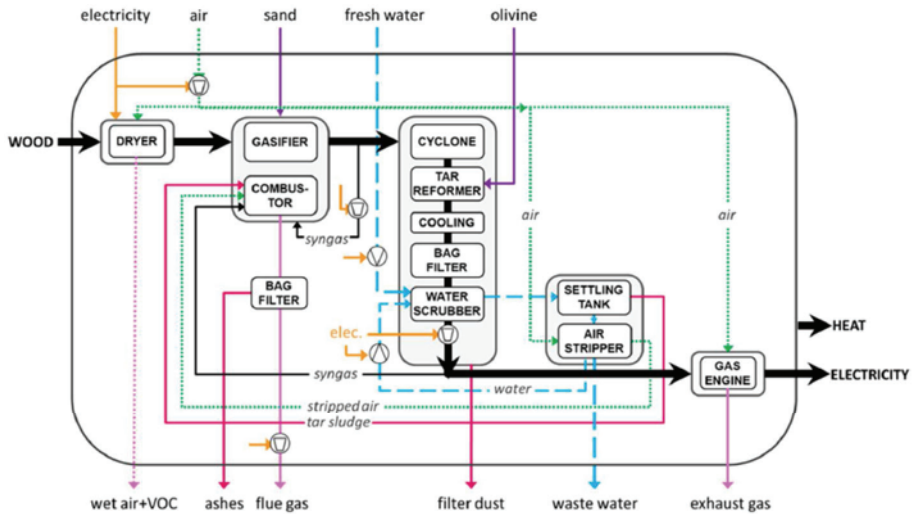 electricity
air
sand
fresh water
olivine
WOOD
DRYER
GASIFIER
COMBUS-
TOR
syngas
BAG
FILTER
CYCLONE
TAR
REFORMER
COOLING
BAG
FILTER
WATER
SCRUBBER
elec.
air
air
SETTLING
TANK
AIR
STRIPPER
HEAT
GAS
ENGINE
ELECTRICITY
syngas
water
stripped air
tar sludge
wet air+VOC
ashes
flue gas
filter dust
waste water
exhaust gas